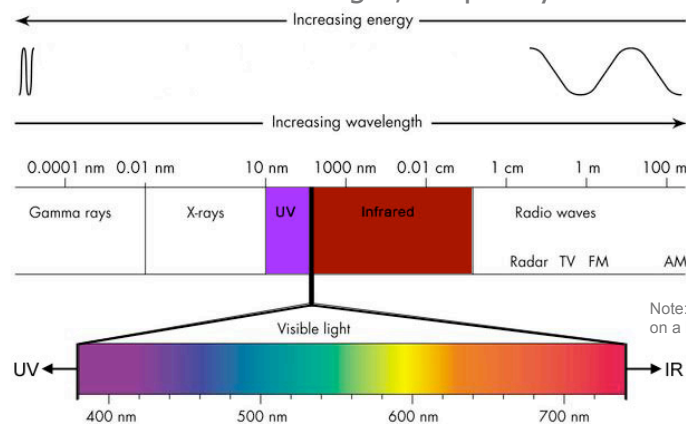 Increasing energy
Increasing wavelength
0.0001 nm 0.01 nm 10 nm 1000 nm 0.01 cm 1 cm 1 m 100 m
Gamma rays X-rays UV Infrared Radio waves
Radar TV FM AM
Note:
on a
Visible light
UV IR
400 nm 500 nm 600 nm 700 nm